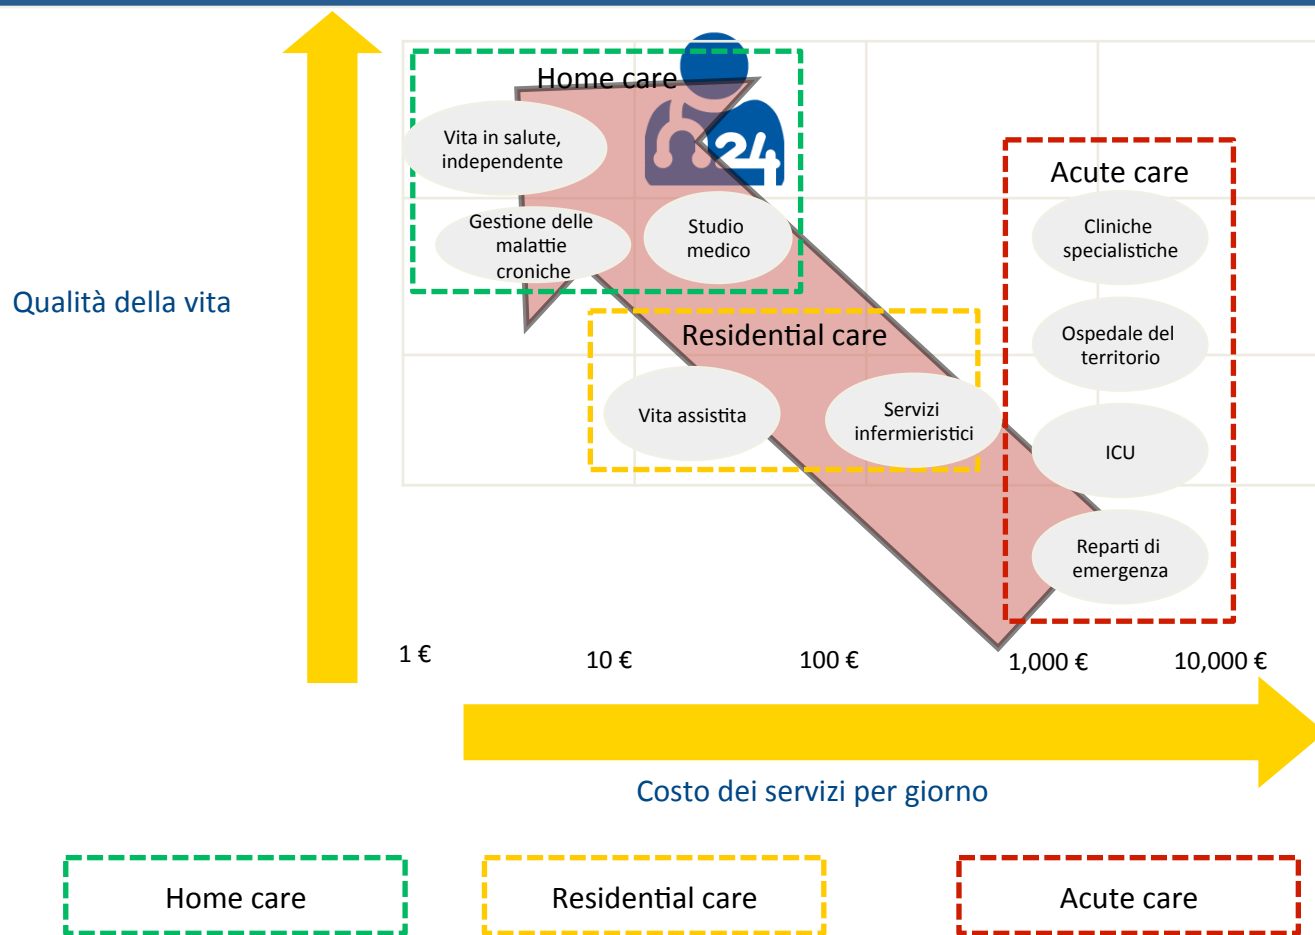 Home care
24
Vita in salute,
independente
Gestione delle
malattie
croniche
Studio
medico
Acute care
Cliniche
specialistiche
Qualità della vita
Residential care
Ospedale del
territorio
Vita assistita
Servizi
infermieristici
ICU
Reparti di
emergenza
1 €
10 €
100 €
1,000 €
10,000 €
Costo dei servizi per giorno
Home care
Residential care
Acute care